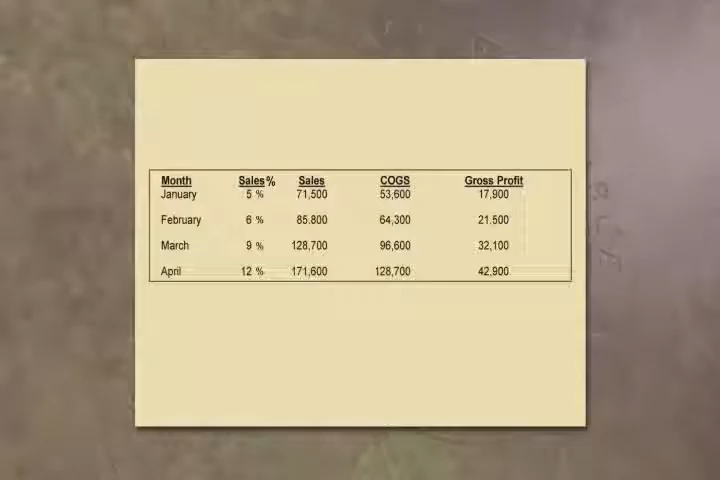 Month Sales % Sales COGS Gross Profit
January 5 % 71,500 53,600 17,900
February 6 % 85.800 64,300 21.500
March 9 % 128,700 96,600 32,100
April 12 % 171,600 128,700 42,900